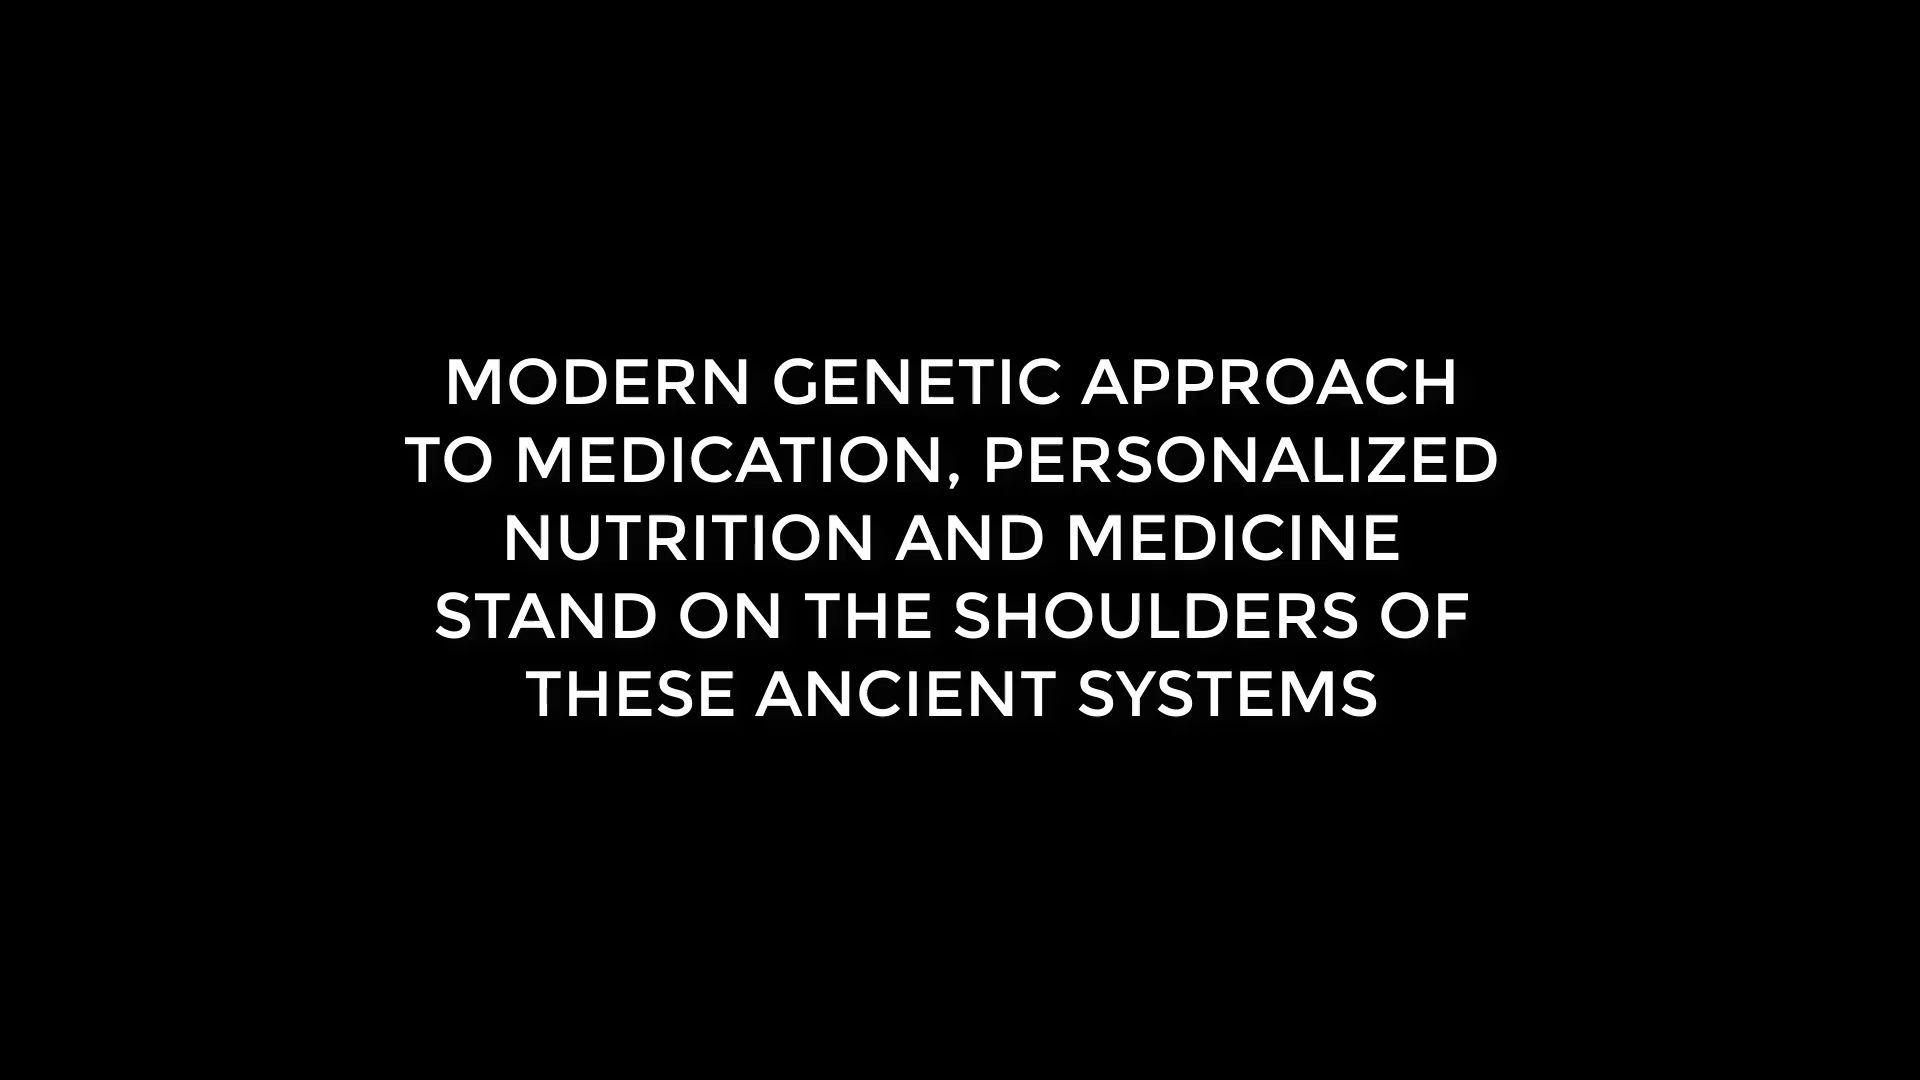 MODERN GENETIC APPROACH
TO MEDICATION, PERSONALIZED
NUTRITION AND MEDICINE
STAND ON THE SHOULDERS OF
THESE ANCIENT SYSTEMS